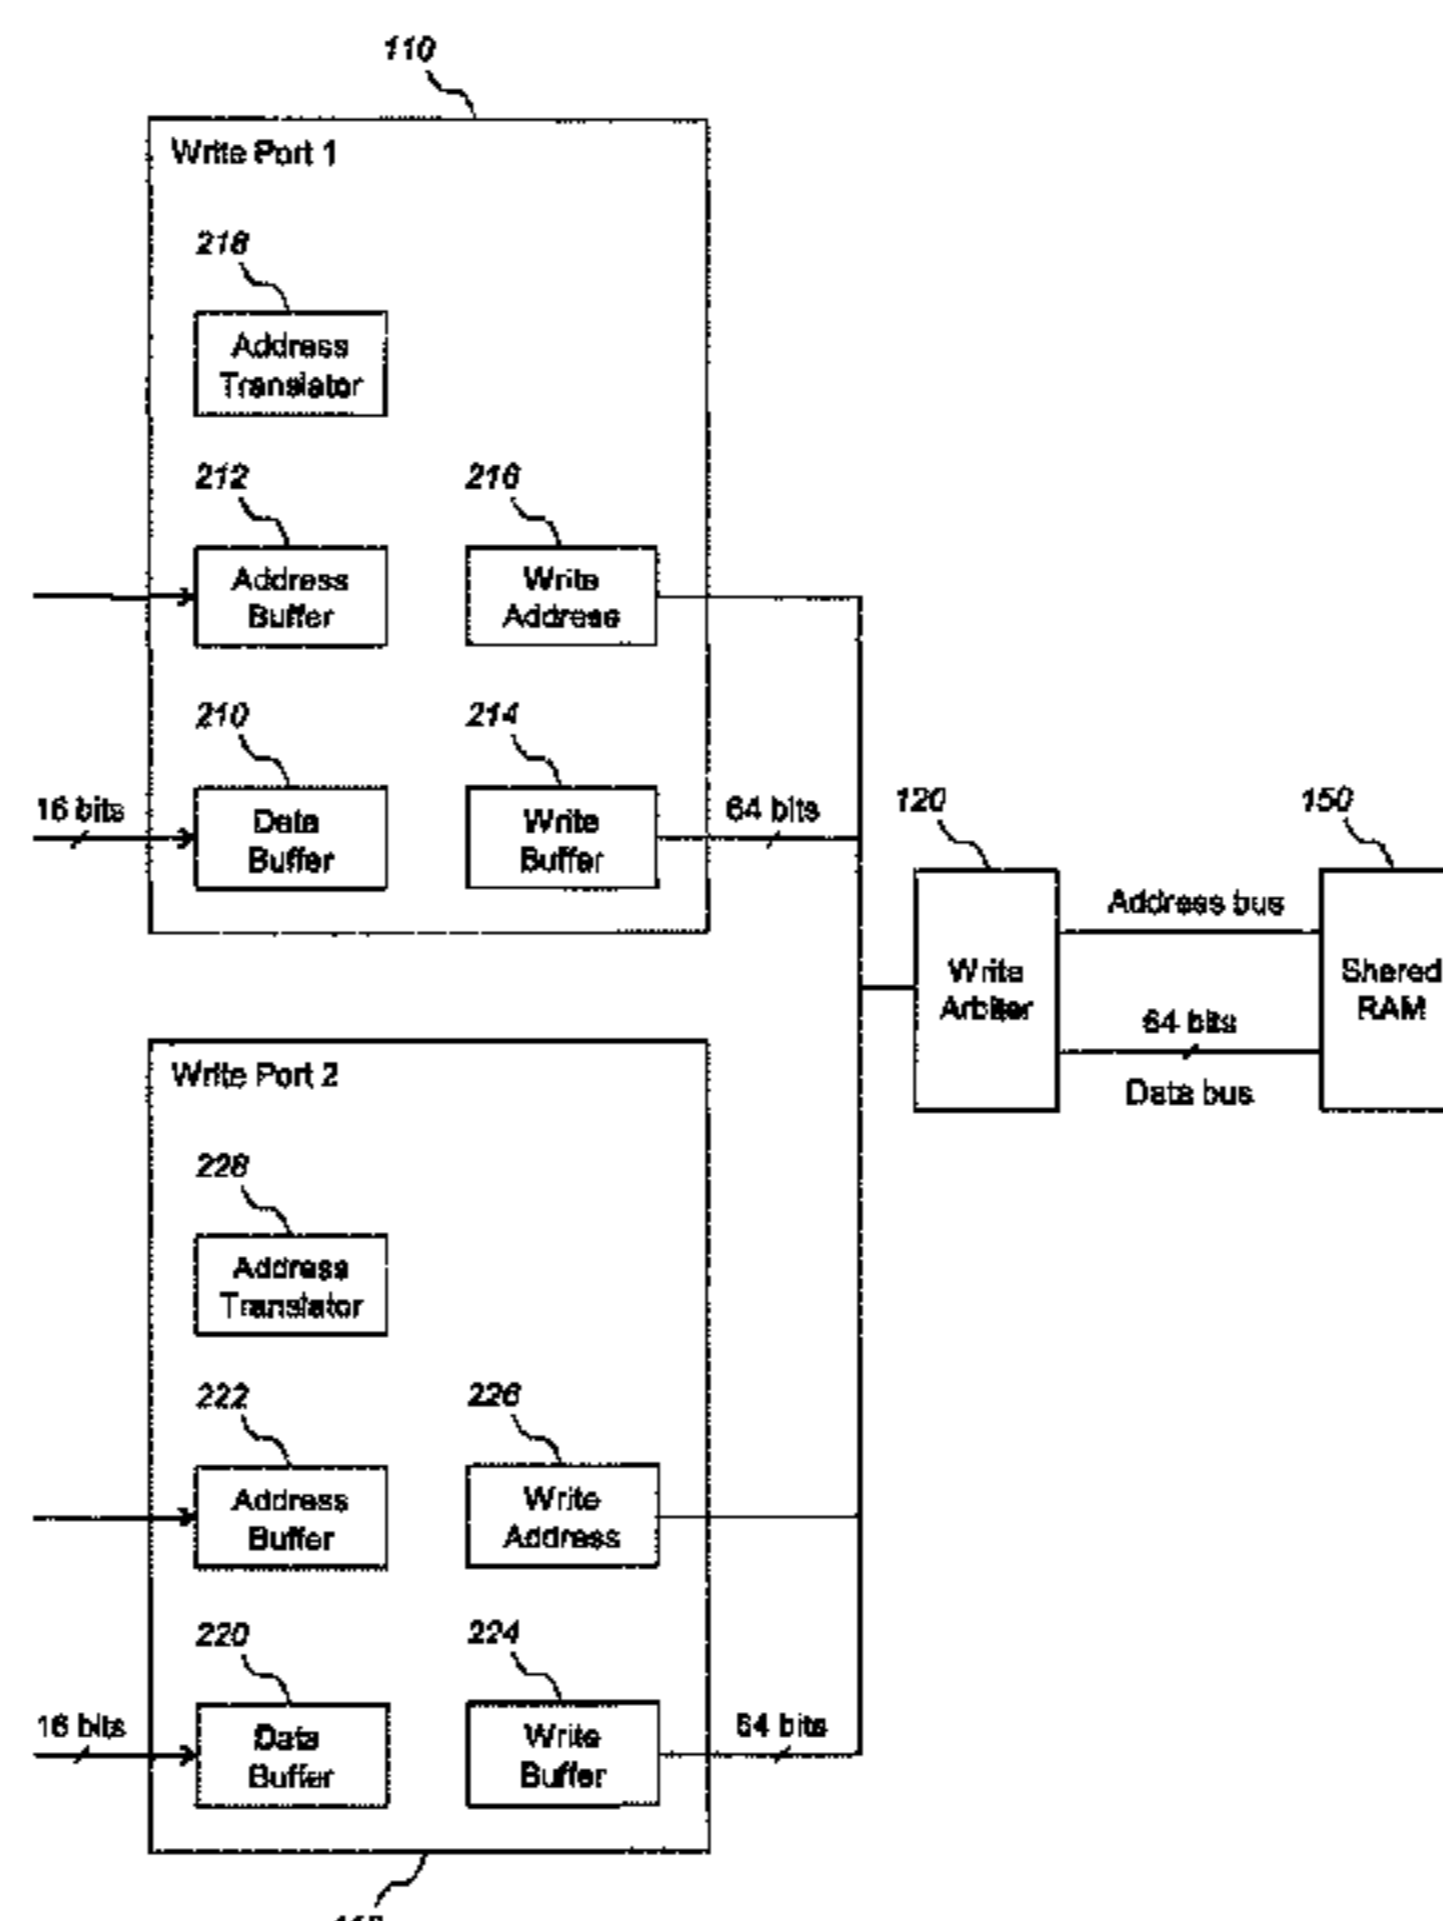 110
Write Port 1
218
Address
Translator
212
216
Address
Buffer
Write
Address
210
214
16 bits
Data
Buffer
Write
Buffer
64 bits
120
150
Address bus
Write
Arbiter
Shared
RAM
64 bits
Data bus
Write Port 2
228
Address
Translator
222
226
Address
Buffer
Write
Address
220
224
16 bits
Data
Buffer
Write
Buffer
64 bits